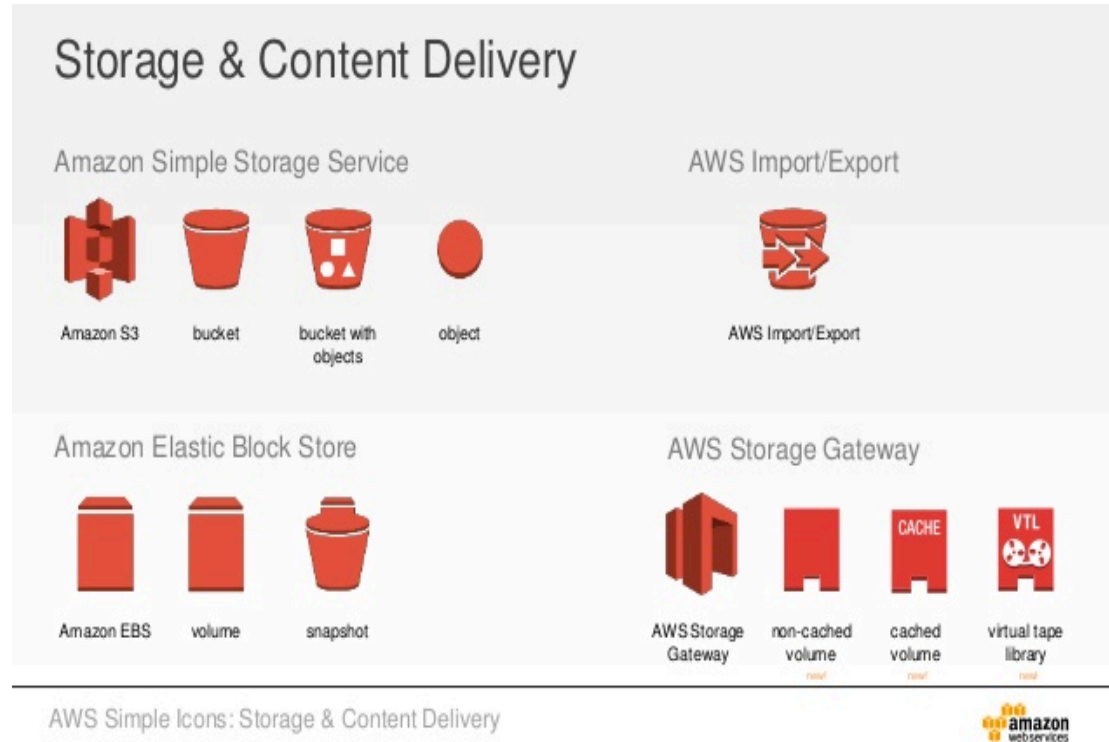 Storage & Content Delivery
Amazon Simple Storage Service
AWS Import/Export
Amazon S3
bucket
bucket with
objects
object
AWS Import/Export
Amazon Elastic Block Store
AWS Storage Gateway
CACHE
VTL
Amazon EBS
volume
snapshot
AWS Storage
Gateway
non-cached
volume
new!
cached
volume
new!
virtual tape
library
new!
AWS Simple Icons: Storage & Content Delivery
amazon
webservices